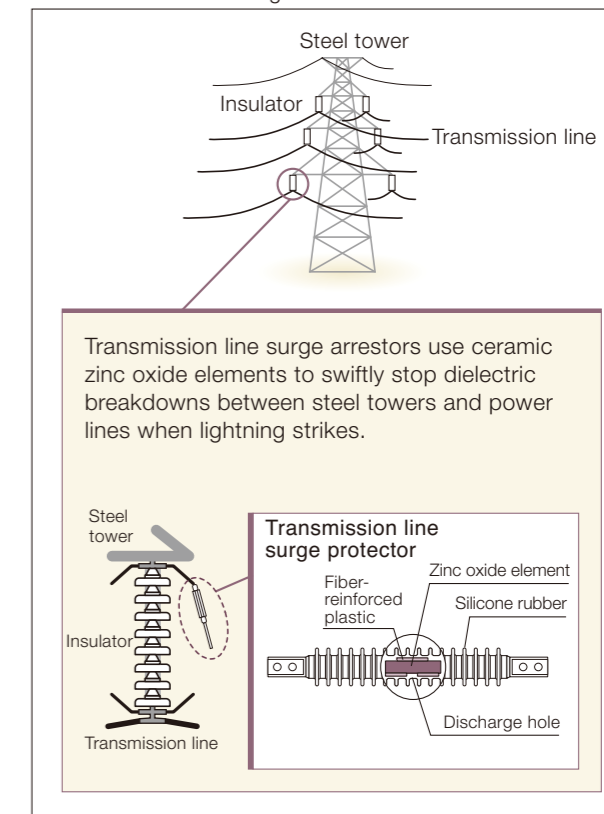 Steel tower
Insulator
Transmission line
Transmission line surge arrestors use ceramic
zinc oxide elements to swiftly stop dielectric
breakdowns between steel towers and power
lines when lightning strikes.
Steel
tower
Insulator
Transmission line
Transmission line
surge protector
Fiber-
reinforced
plastic
Zinc oxide element
Silicone rubber
Discharge hole